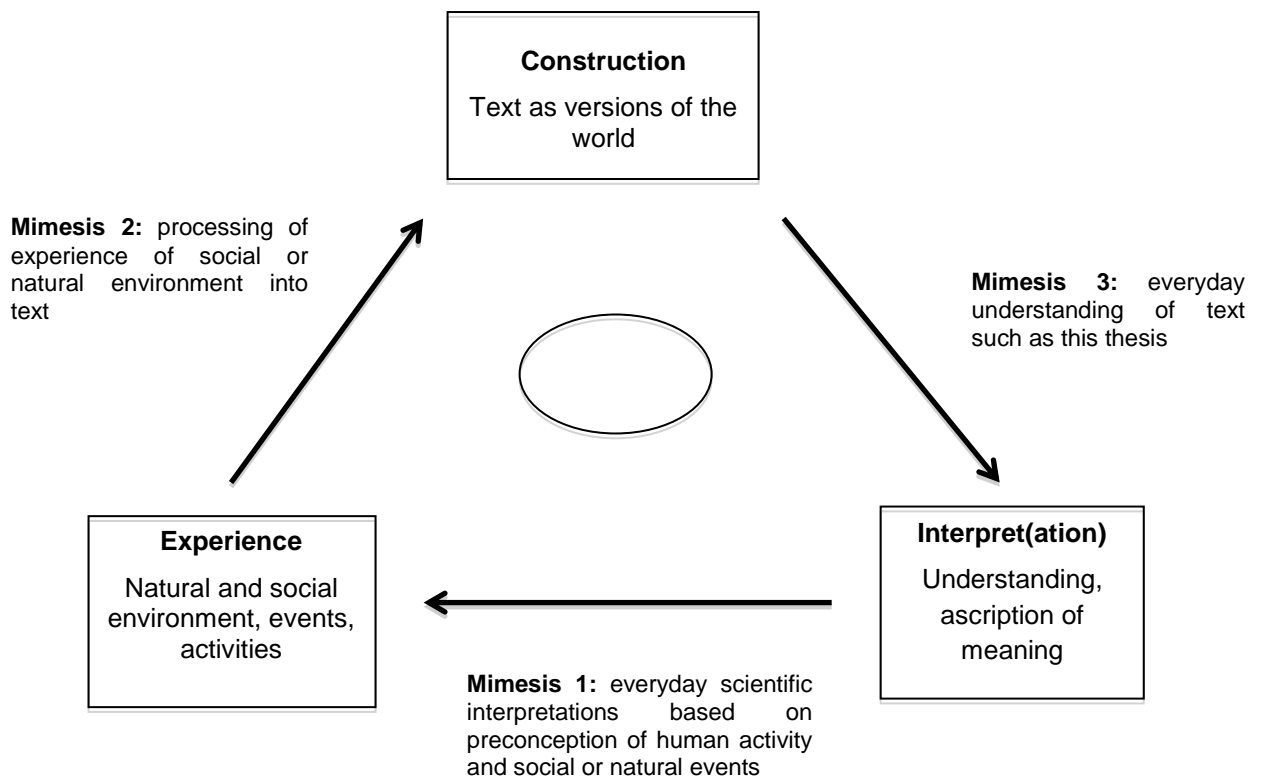 Construction
Text as versions of the
world
Mimesis 2: processing of
experience of social or
natural environment into
text
Mimesis 3: everyday
understanding of text
such as this thesis
Experience
Natural and social
environment, events,
activities
Interpret(ation)
Understanding,
ascription of
meaning
Mimesis 1: everyday scientific
interpretations based on
preconception of human activity
and social or natural events